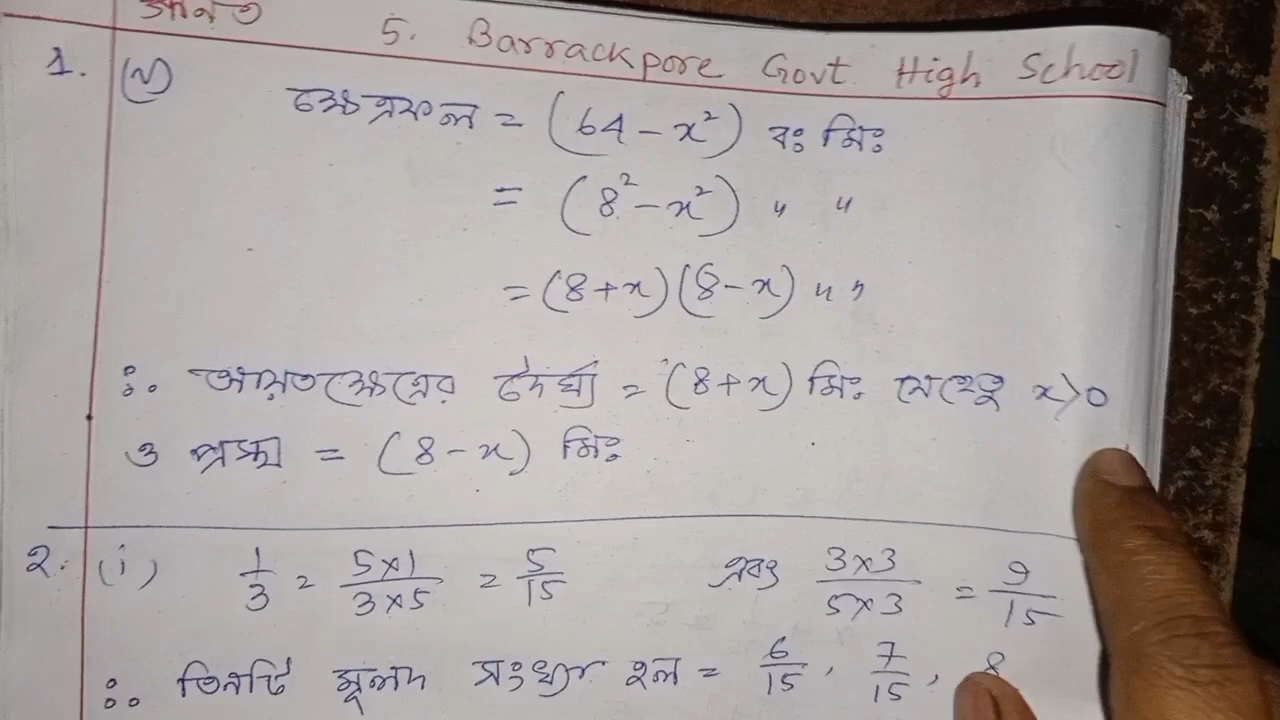 গণিত 5. Barrackpore Govt High School
1. (v) ক্ষেত্রফল = (64 - x²) বঃ মিঃ
= (8² - x²) " "
= (8+x)(8-x) " "
∴ আয়তক্ষেত্রের দৈর্ঘ্য = (8+x) মিঃ যেহেতু x>0
ও প্রস্থ = (8-x) মিঃ
2. (i) 1/3 = 5×1/3×5 = 5/15 এবং 3×3/5×3 = 9/15
∴ তিনটি মূলদ সংখ্যা হল = 6/15, 7/15, 8